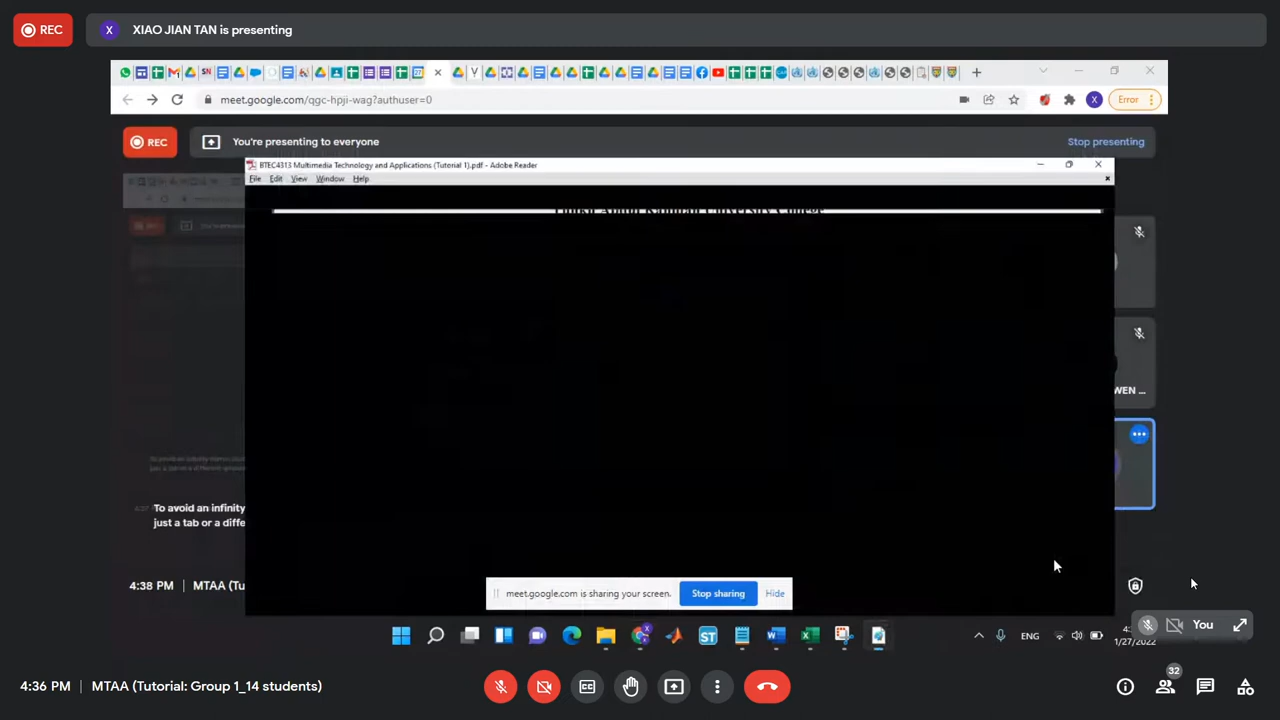 REC
X XIAO JIAN TAN is presenting
meet.google.com/qgc-hpji-wag?authuser=0
X
Error
REC
You're presenting to everyone
Stop presenting
BTEC4313 Multimedia Technology and Applications (Tutorial 1).pdf - Adobe Reader
File Edit View Window Help
University College
WEN ...
To avoid an infinity
just a tab or a diffe
4:38 PM | MTAA (Tu
meet.google.com is sharing your screen.
Stop sharing
Hide
You
ENG
1/27/2022
4:36 PM | MTAA (Tutorial: Group 1_14 students)
32